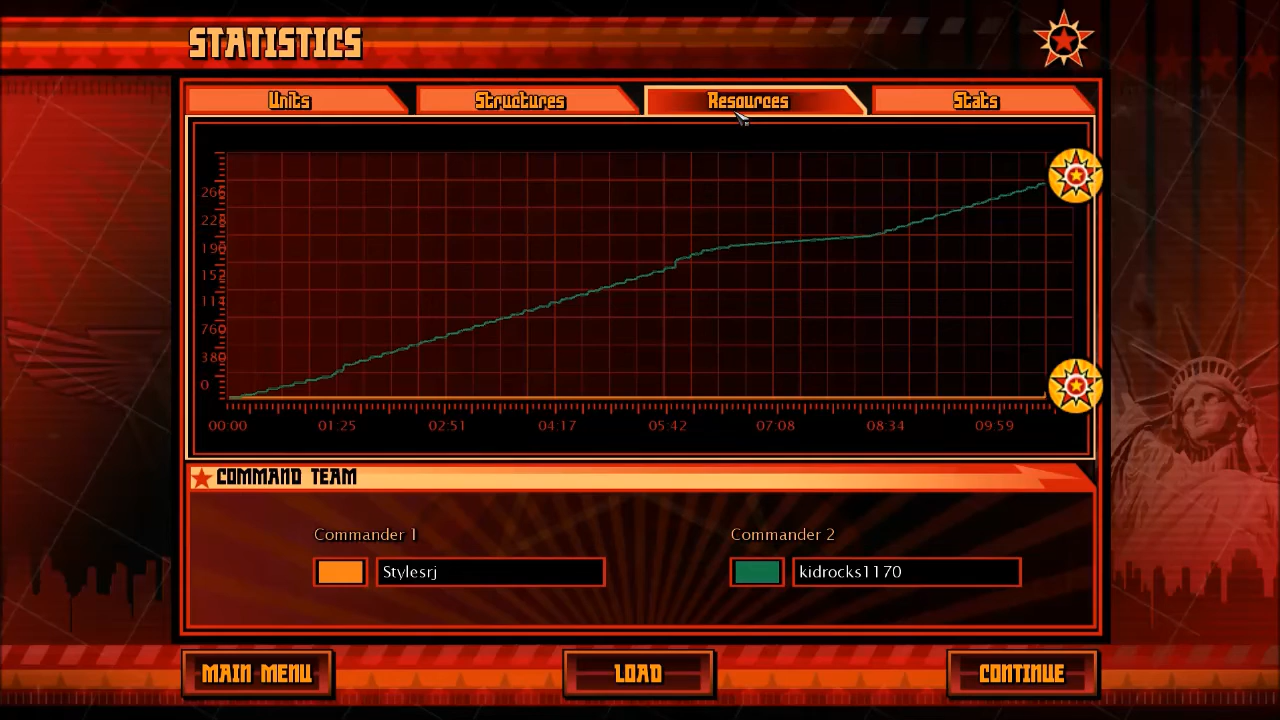 STATISTICS
Units Structures Resources Stats
380
0
00 00 01:25 02:51 04:17 05:42 07:08 08:34 09:59
COMMAND TEAM
Commander 1 Commander 2
Stylesrj kidrocks1170
MAIN MENU LOAD CONTINUE